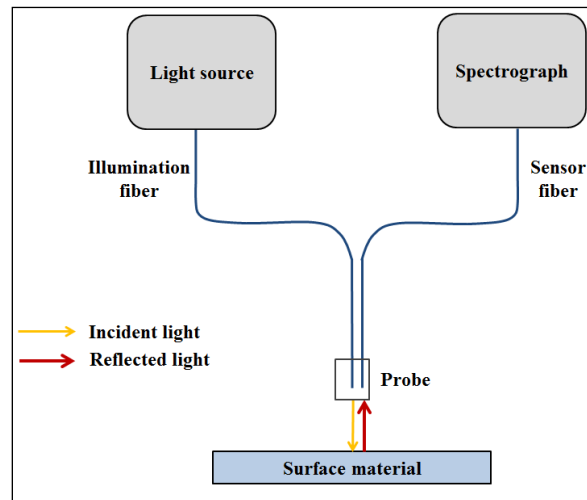 Light source
Spectrograph
Illumination
fiber
Sensor
fiber
Incident light
Reflected light
Probe
Surface material